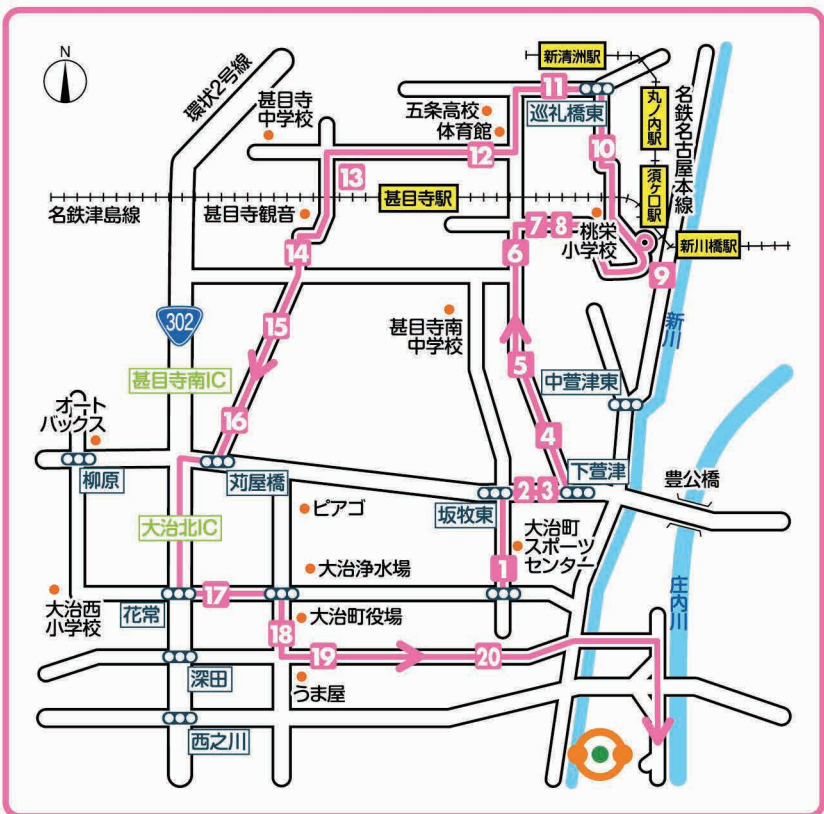 N
環状2号線
甚目寺
中学校
五条高校
体育館
11
新清洲駅
巡礼橋東
丸ノ内駅
名鉄名古屋本線
10
12
13
須ケ口駅
名鉄津島線
甚目寺観音
甚目寺駅
7
8
桃栄
小学校
新川橋駅
14
6
9
302
15
甚目寺南
中学校
新川
5
甚目寺南IC
中萱津東
オート
バックス
16
4
柳原
苅屋橋
下萱津
豊公橋
2
3
坂牧東
ピアゴ
大治町
スポーツ
センター
大治北IC
大治浄水場
1
大治西
小学校
花常
17
大治町役場
庄内川
18
19
20
深田
うま屋
西之川